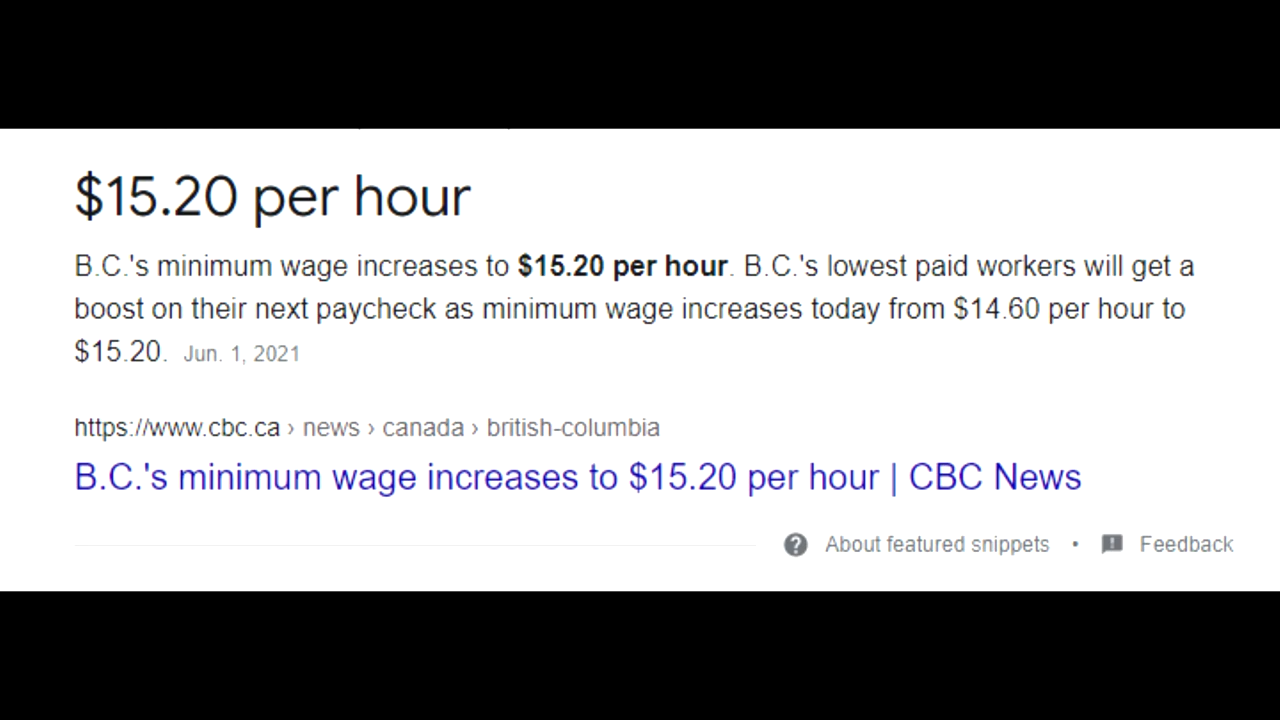 $15.20 per hour
B.C.'s minimum wage increases to $15.20 per hour. B.C.'s lowest paid workers will get a
boost on their next paycheck as minimum wage increases today from $14.60 per hour to
$15.20. Jun. 1, 2021
https://www.cbc.ca › news › canada › british-columbia
B.C.'s minimum wage increases to $15.20 per hour | CBC News
About featured snippets • Feedback